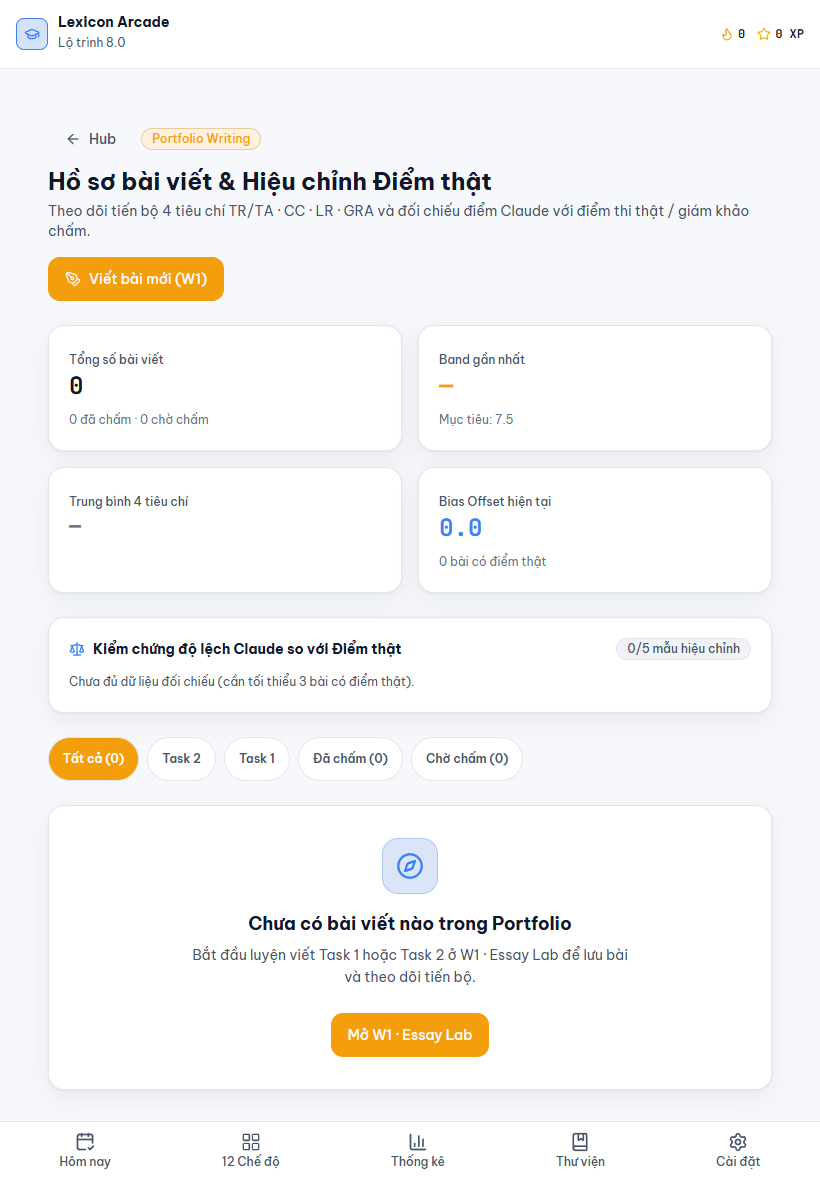 Lexicon Arcade
Lộ trình 8.0
0
0 XP
Hub
Portfolio Writing
Hồ sơ bài viết & Hiệu chỉnh Điểm thật
Theo dõi tiến bộ 4 tiêu chí TR/TA · CC · LR · GRA và đối chiếu điểm Claude với điểm thi thật / giám khảo
chấm.
Viết bài mới (W1)
Tổng số bài viết
0
0 đã chấm · 0 chờ chấm
Band gần nhất
—
Mục tiêu: 7.5
Trung bình 4 tiêu chí
—
Bias Offset hiện tại
0.0
0 bài có điểm thật
Kiểm chứng độ lệch Claude so với Điểm thật
0/5 mẫu hiệu chỉnh
Chưa đủ dữ liệu đối chiếu (cần tối thiểu 3 bài có điểm thật).
Tất cả (0)
Task 2
Task 1
Đã chấm (0)
Chờ chấm (0)
Chưa có bài viết nào trong Portfolio
Bắt đầu luyện viết Task 1 hoặc Task 2 ở W1 · Essay Lab để lưu bài
và theo dõi tiến bộ.
Mở W1 · Essay Lab
Hôm nay
12 Chế độ
Thống kê
Thư viện
Cài đặt